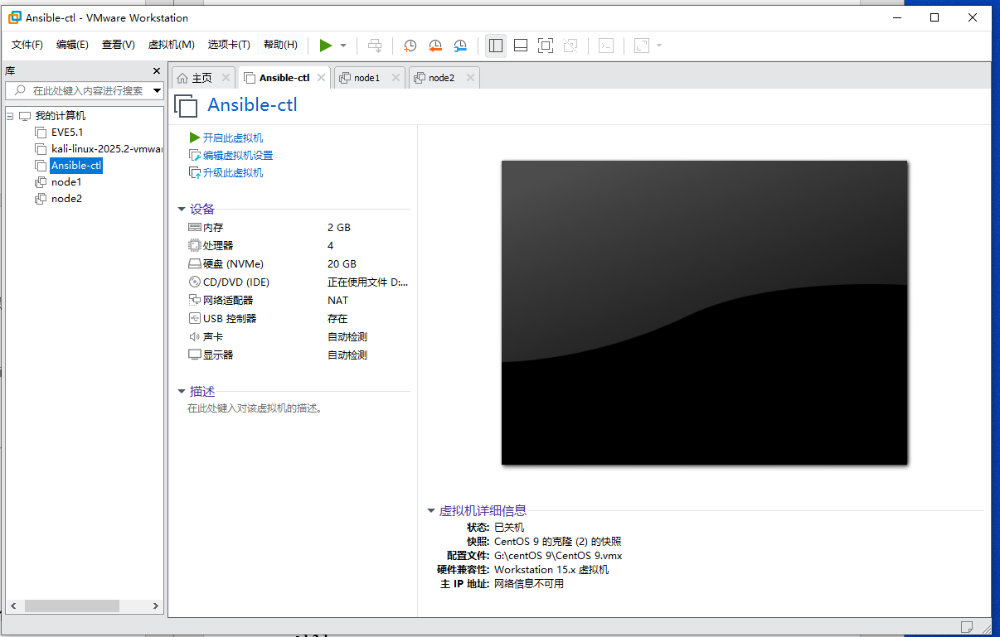 Ansible-ctl - VMware Workstation
文件(F) 编辑(E) 查看(V) 虚拟机(M) 选项卡(T) 帮助(H)
库
在此处键入内容进行搜索
我的计算机
EVE5.1
kali-linux-2025.2-vmwar
Ansible-ctl
node1
node2
主页 Ansible-ctl node1 node2
Ansible-ctl
开启此虚拟机
编辑虚拟机设置
升级此虚拟机
设备
内存 2 GB
处理器 4
硬盘 (NVMe) 20 GB
CD/DVD (IDE) 正在使用文件 D:...
网络适配器 NAT
USB 控制器 存在
声卡 自动检测
显示器 自动检测
描述
在此处键入对该虚拟机的描述。
虚拟机详细信息
状态: 已关机
快照: CentOS 9 的克隆 (2) 的快照
配置文件: G:\centOS 9\CentOS 9.vmx
硬件兼容性: Workstation 15.x 虚拟机
主 IP 地址: 网络信息不可用